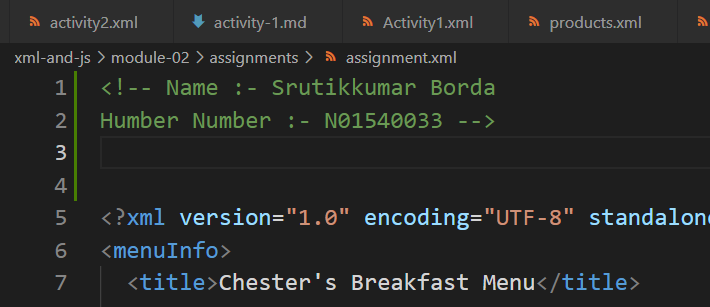 activity2.xml activity-1.md Activity1.xml products.xml
xml-and-js > module-02 > assignments > assignment.xml
1 <!-- Name :- Srutikkumar Borda
2 Humber Number :- N01540033 -->
3
4
5 <?xml version="1.0" encoding="UTF-8" standalon
6 <menuInfo>
7 <title>Chester's Breakfast Menu</title>